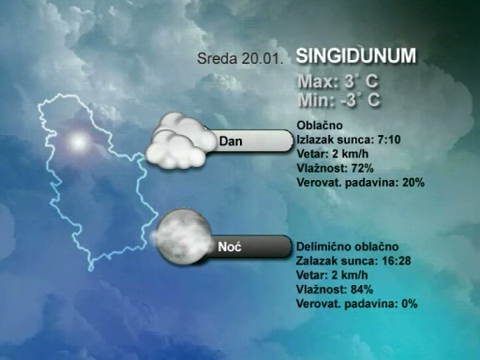 Sreda 20.01. SINGIDUNUM
Max: 3° C
Min: -3° C
Dan
Oblačno
Izlazak sunca: 7:10
Vetar: 2 km/h
Vlažnost: 72%
Verovat. padavina: 20%
Noć
Delimično oblačno
Zalazak sunca: 16:28
Vetar: 2 km/h
Vlažnost: 84%
Verovat. padavina: 0%